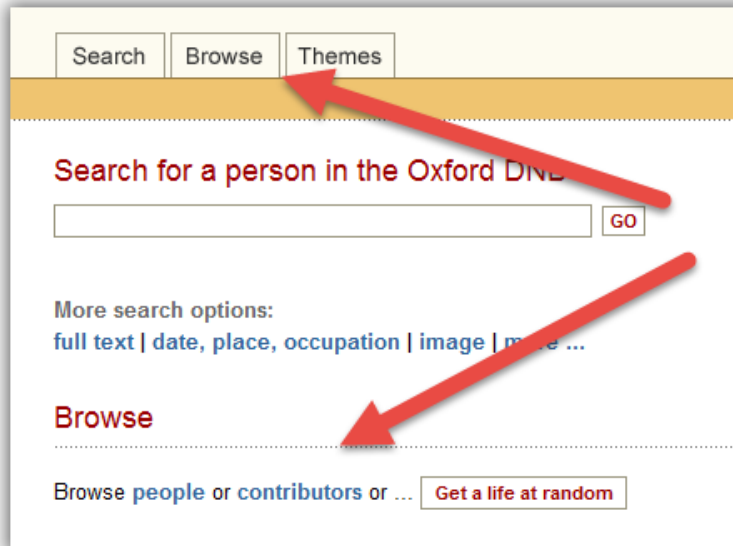 Search Browse Themes
Search for a person in the Oxford DNB
GO
More search options:
full text | date, place, occupation | image | more ...
Browse
Browse people or contributors or ... Get a life at random